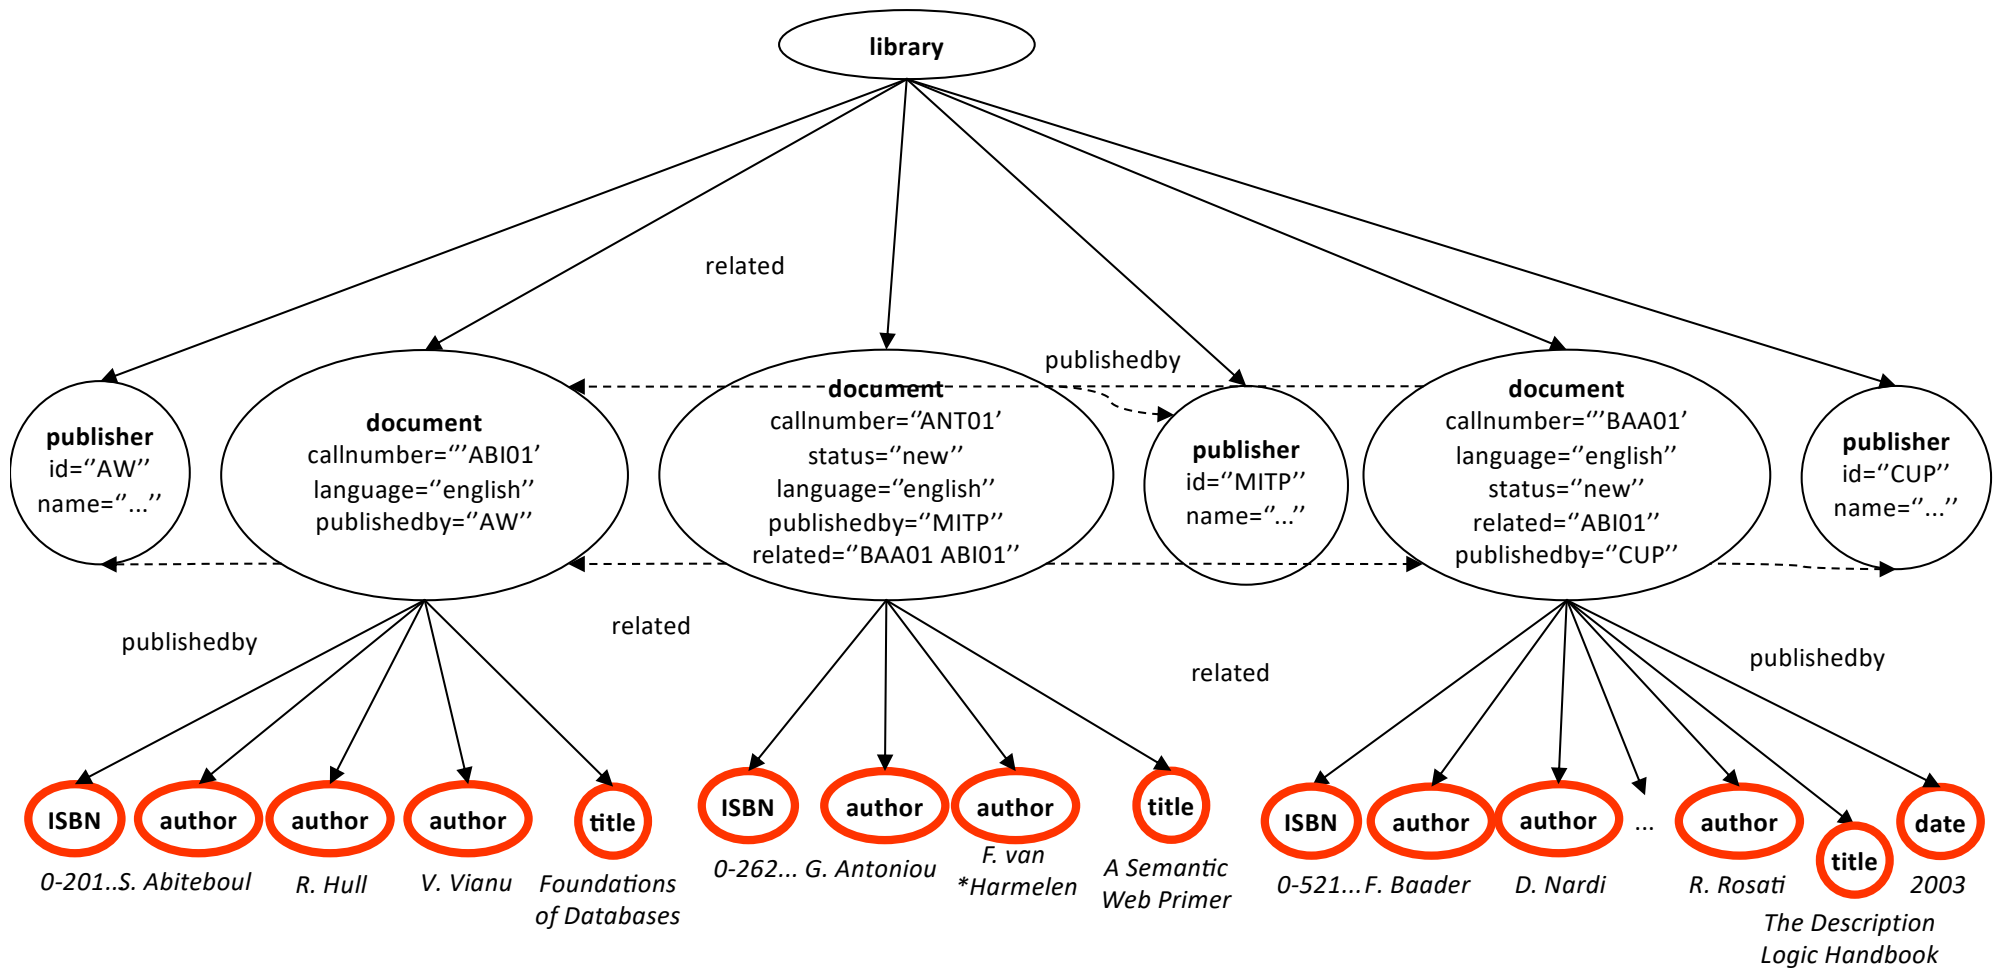 library
related
publishedby
publisher
id=‘‘AW’’
name=‘‘...’’
document
callnumber=‘‘’ABI01’
language=‘‘english’’
publishedby=‘‘AW’’
document
callnumber=‘‘ANT01’
status=‘‘new’’
language=‘‘english’’
publishedby=‘‘MITP’’
related=‘‘BAA01 ABI01’’
publisher
id=‘‘MITP’’
name=‘‘...’’
document
callnumber=‘‘’BAA01’
language=‘‘english’’
status=‘‘new’’
related=‘‘ABI01’’
publishedby=‘‘CUP’’
publisher
id=‘‘CUP’’
name=‘‘...’’
publishedby
related
related
publishedby
ISBN
author
author
author
title
ISBN
author
author
title
ISBN
author
author
...
author
title
date
0-201..S. Abiteboul
R. Hull
V. Vianu
Foundations
of Databases
0-262... G. Antoniou
F. van
*Harmelen
A Semantic
Web Primer
0-521...F. Baader
D. Nardi
R. Rosati
2003
The Description
Logic Handbook